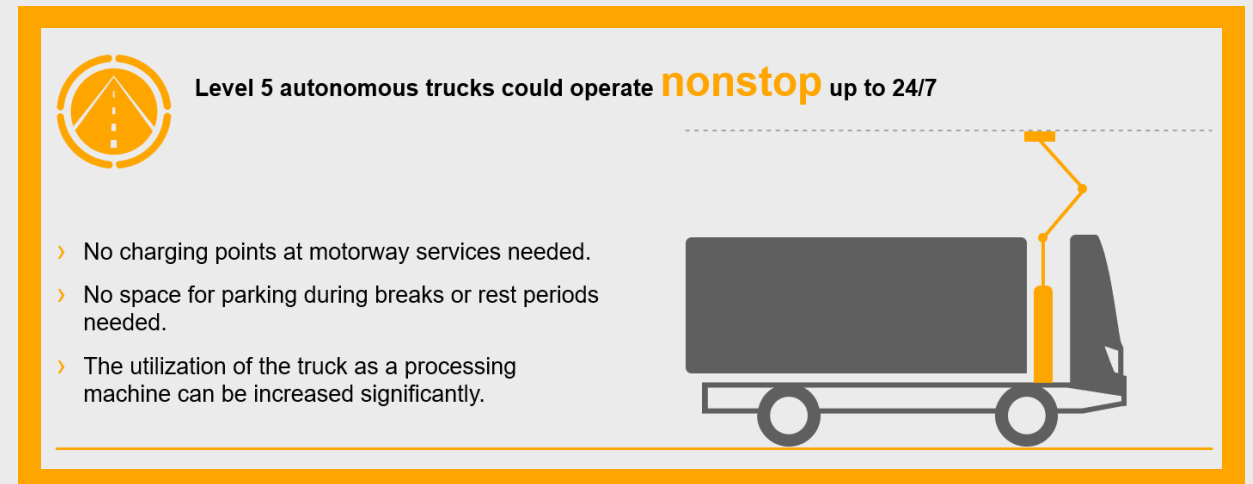 Level 5 autonomous trucks could operate nonstop up to 24/7
› No charging points at motorway services needed.
› No space for parking during breaks or rest periods
needed.
› The utilization of the truck as a processing
machine can be increased significantly.